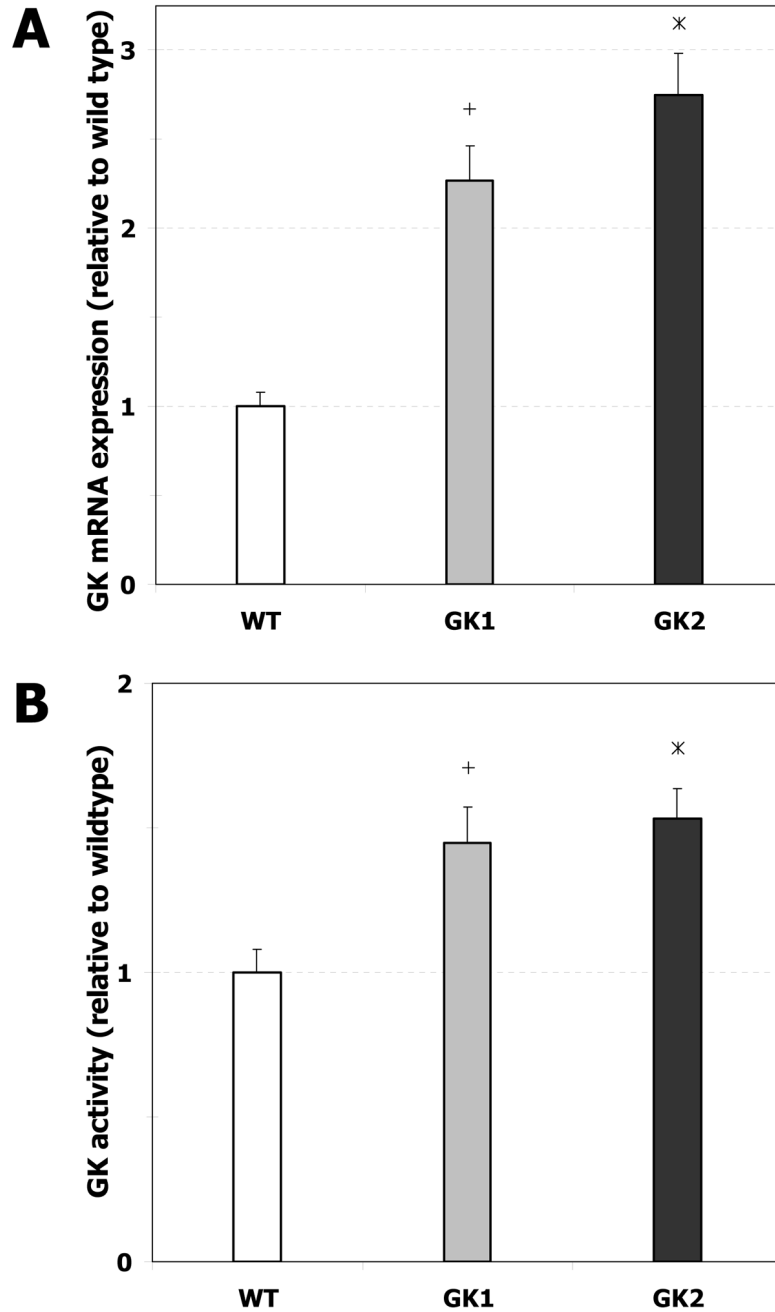 A
GK mRNA expression (relative to wild type)
3
2
1
0
+
*
WT GK1 GK2
B
GK activity (relative to wildtype)
2
1
0
+
*
WT GK1 GK2